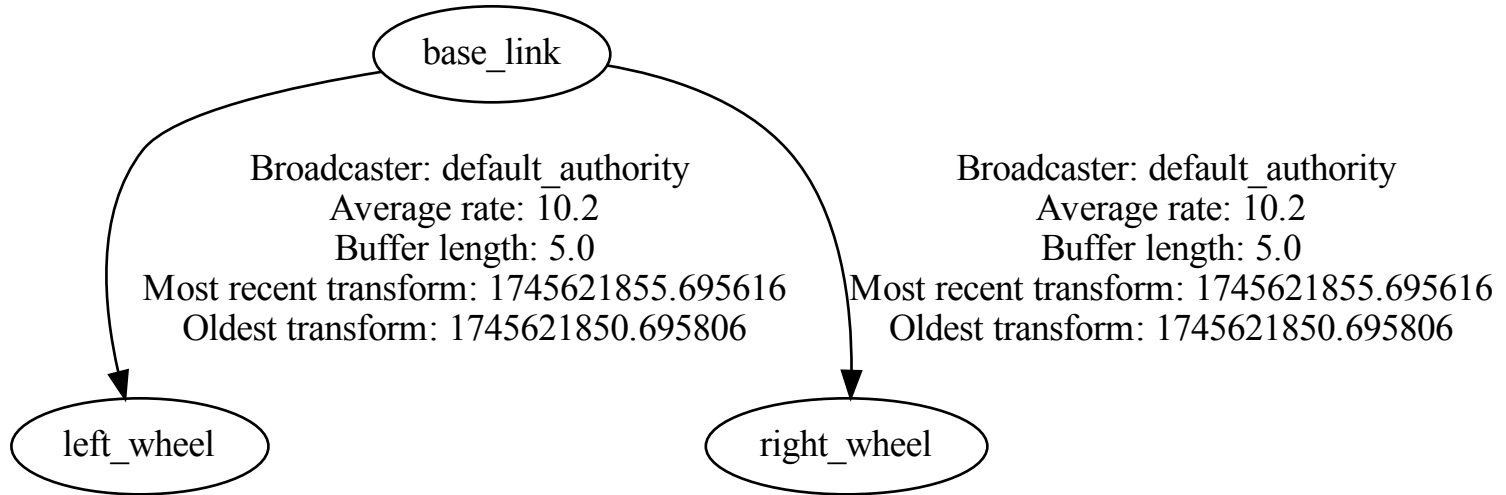 base_link
Broadcaster: default_authority
Average rate: 10.2
Buffer length: 5.0
Most recent transform: 1745621855.695616
Oldest transform: 1745621850.695806
Broadcaster: default_authority
Average rate: 10.2
Buffer length: 5.0
Most recent transform: 1745621855.695616
Oldest transform: 1745621850.695806
left_wheel
right_wheel